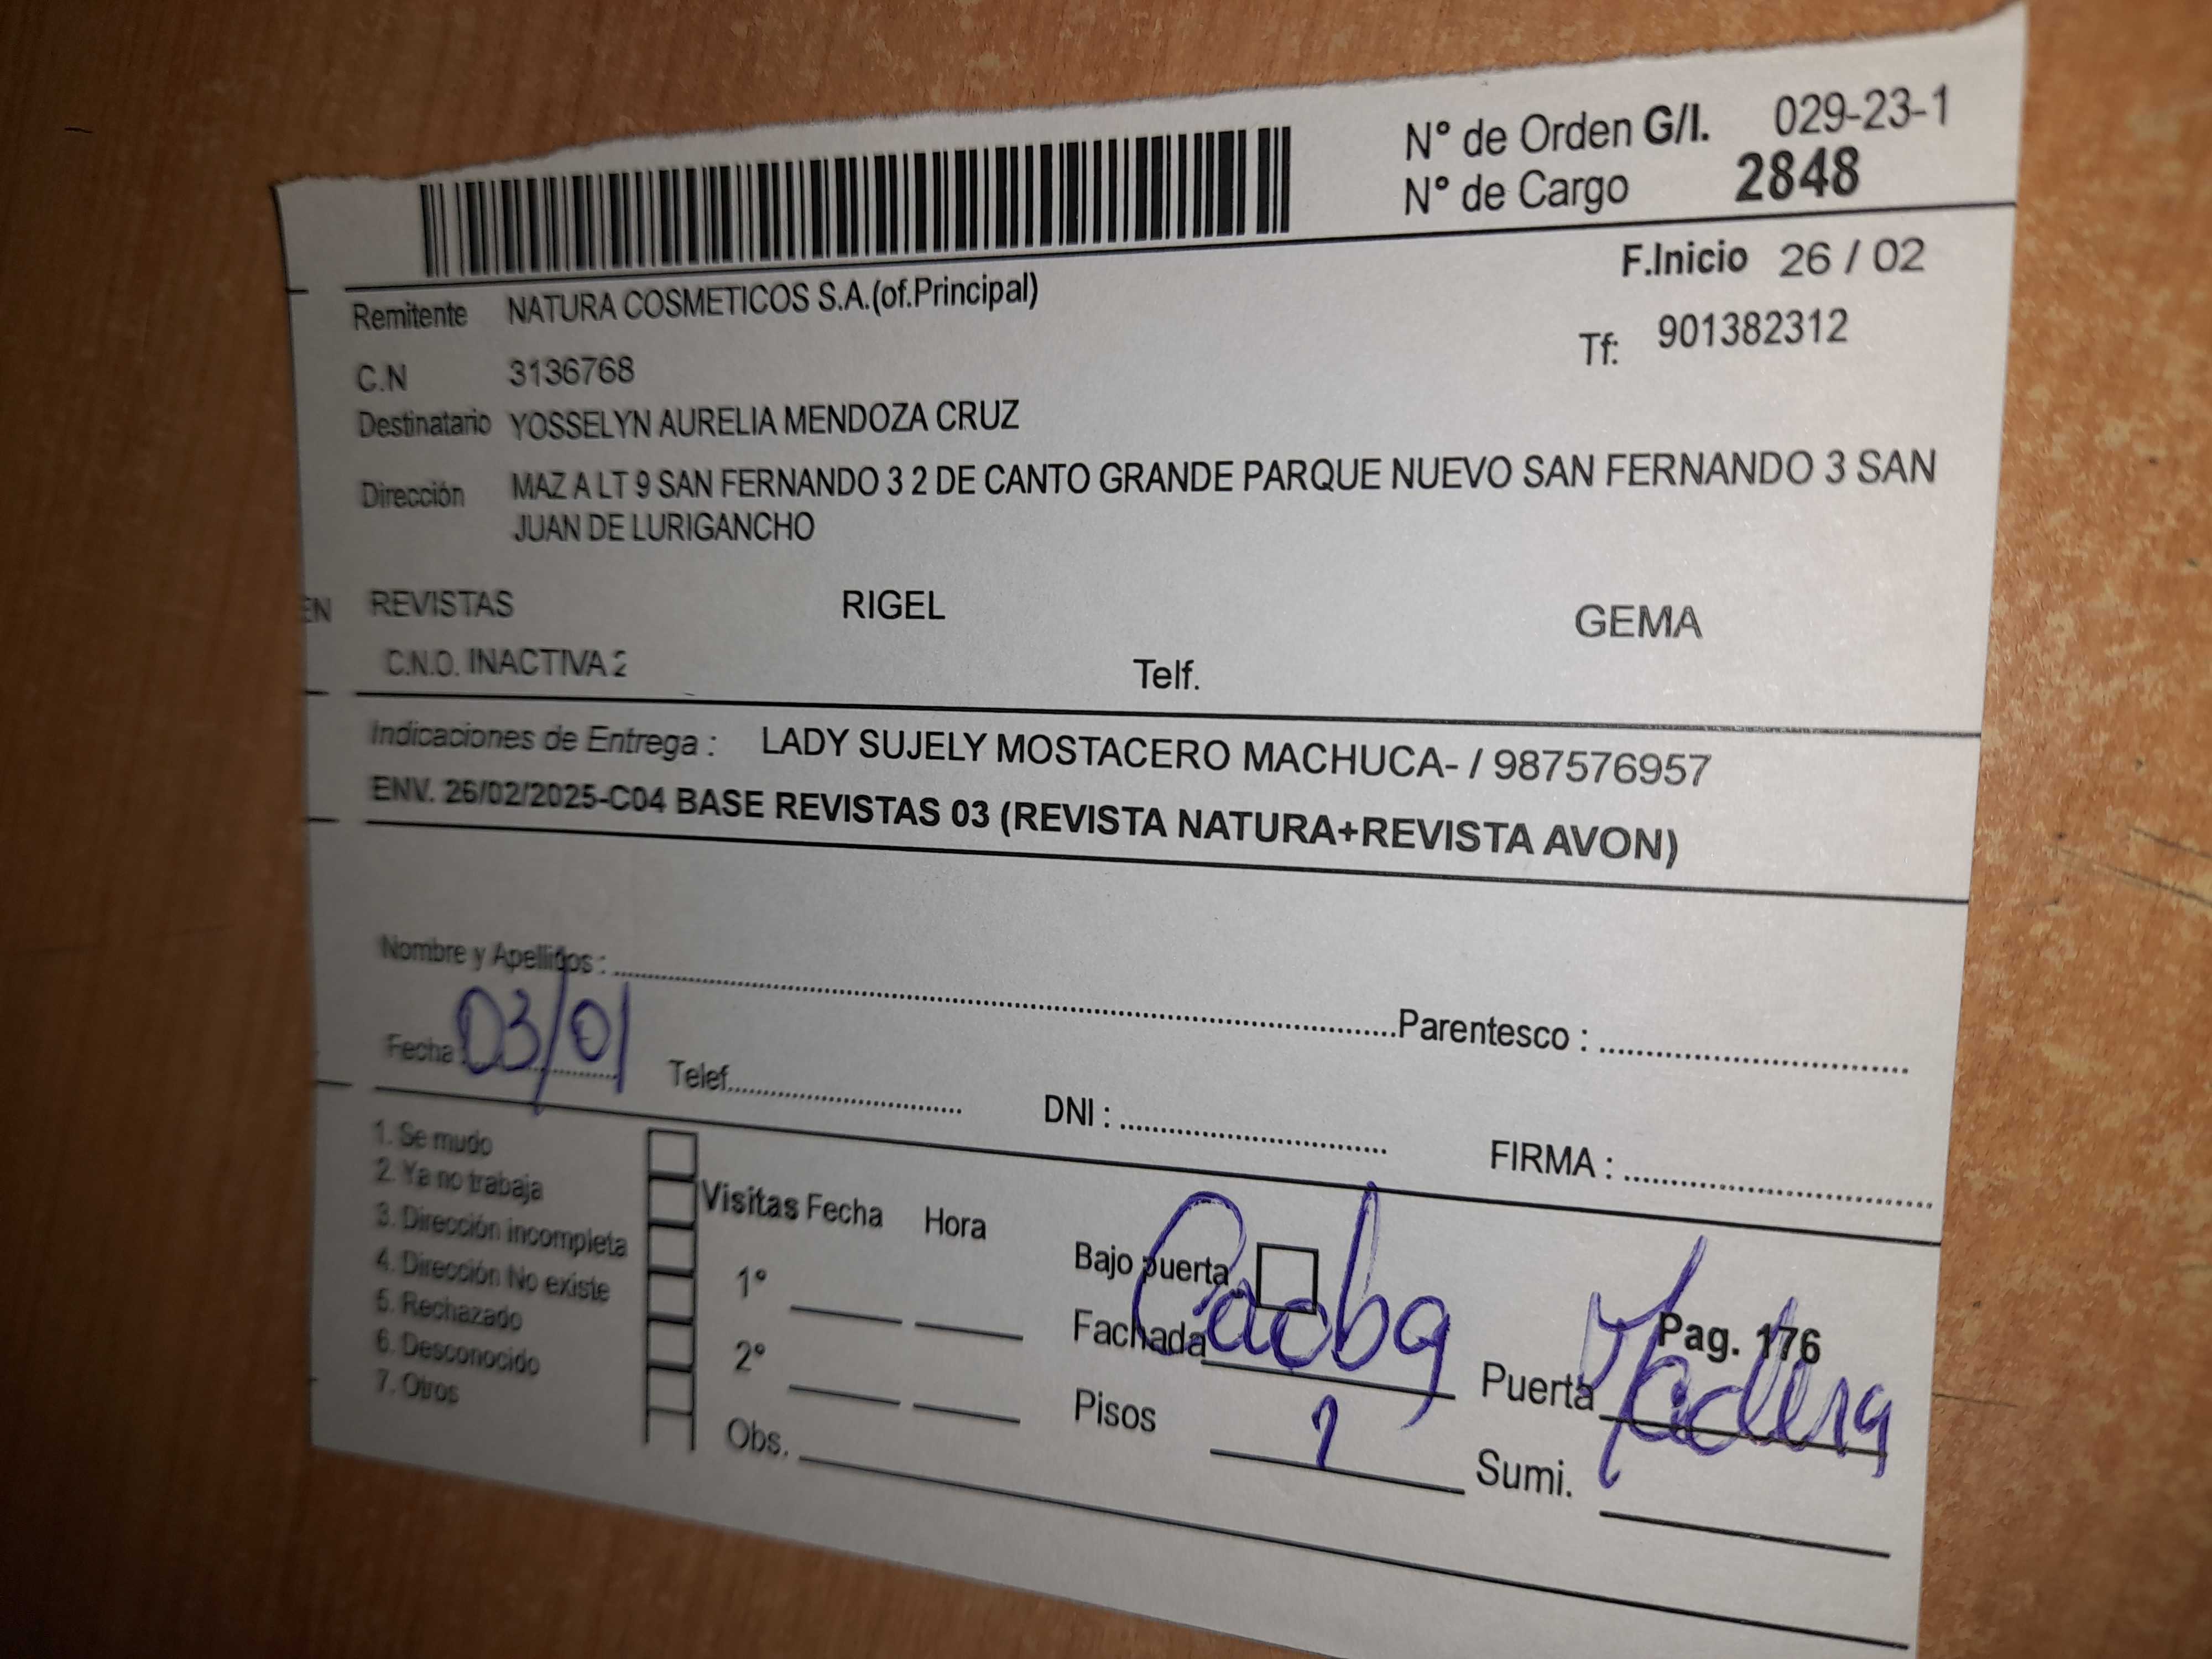 N° de Orden G/I. 029-23-1
N° de Cargo 2848
F.Inicio 26 / 02
Remitente NATURA COSMETICOS S.A.(of.Principal)
Tf: 901382312
C.N 3136768
Destinatario YOSSELYN AURELIA MENDOZA CRUZ
Dirección MAZ A LT 9 SAN FERNANDO 3 2 DE CANTO GRANDE PARQUE NUEVO SAN FERNANDO 3 SAN
JUAN DE LURIGANCHO
EN REVISTAS RIGEL GEMA
C.N.O. INACTIVA 2 Telf.
Indicaciones de Entrega : LADY SUJELY MOSTACERO MACHUCA- / 987576957
ENV. 26/02/2025-C04 BASE REVISTAS 03 (REVISTA NATURA+REVISTA AVON)
Nombre y Apellidos : Parentesco :
Fecha : 03/01 Telef. DNI : FIRMA :
1. Se mudo
2. Ya no trabaja
3. Dirección incompleta
4. Dirección No existe
5. Rechazado
6. Desconocido
7. Otros
Visitas Fecha Hora
1°
2°
Obs.
Bajo puerta
Fachada Caoba
Pisos 1
Pag. 176
Puerta Madera
Sumi.